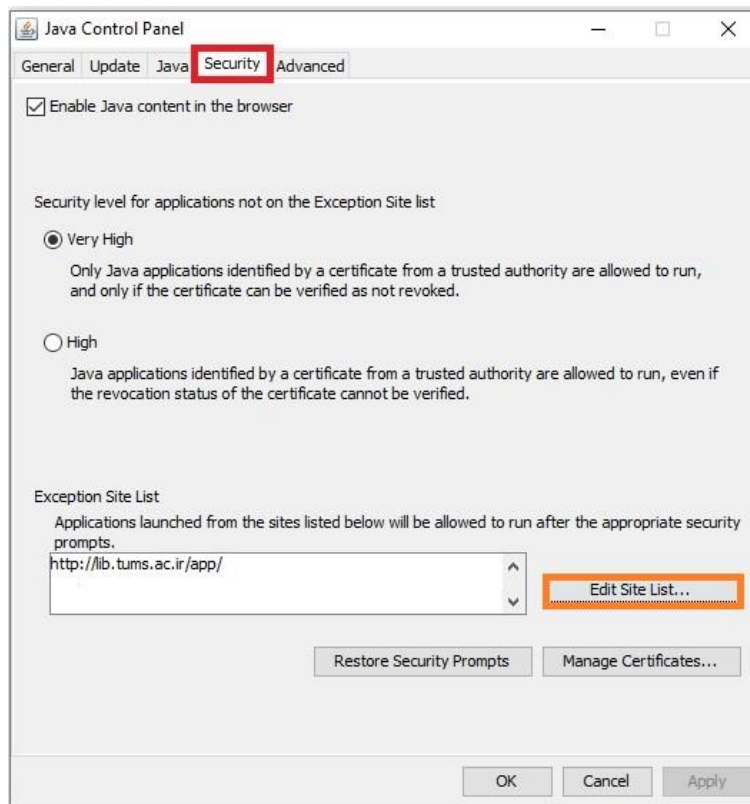 Java Control Panel
General Update Java Security Advanced
Enable Java content in the browser
Security level for applications not on the Exception Site list
Very High
Only Java applications identified by a certificate from a trusted authority are allowed to run,
and only if the certificate can be verified as not revoked.
High
Java applications identified by a certificate from a trusted authority are allowed to run, even if
the revocation status of the certificate cannot be verified.
Exception Site List
Applications launched from the sites listed below will be allowed to run after the appropriate security
prompts.
http://lib.tums.ac.ir/app/
Edit Site List...
Restore Security Prompts Manage Certificates...
OK Cancel Apply